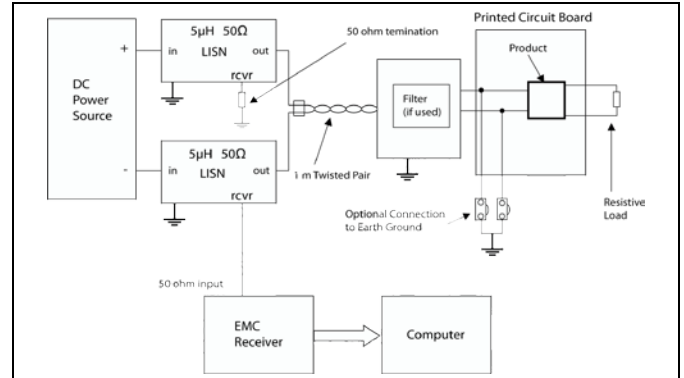 Printed Circuit Board
5µH 50Ω
in
out
LISN
rcvr
50 ohm temination
Product
+
DC
Power
Source
-
Filter
(if used)
5µH 50Ω
in
out
LISN
rcvr
1 m Twisted Pair
Optional Connection
to Earth Ground
Resistive
Load
50 ohm input
EMC
Receiver
Computer